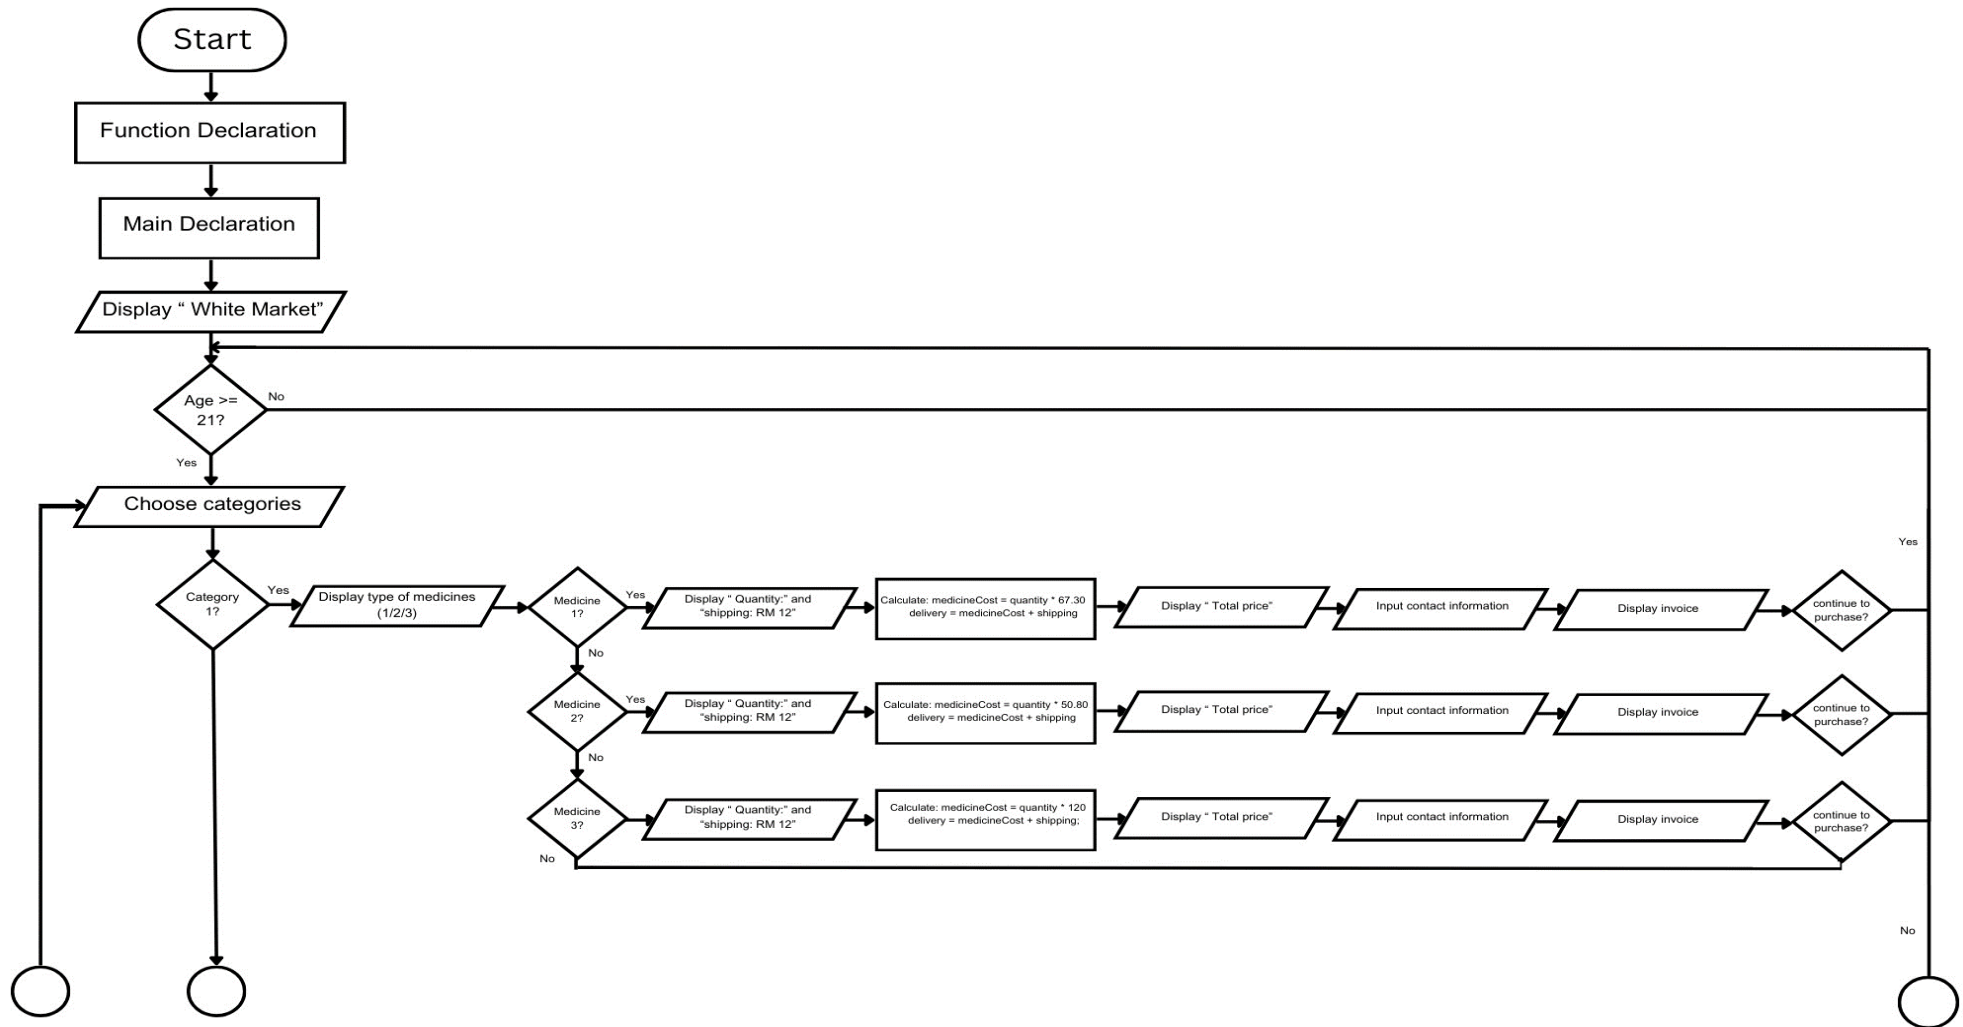 Start
Function Declaration
Main Declaration
Display “ White Market”
Age >=
21?
No
Yes
Choose categories
Category
1?
Yes
Display type of medicines
(1/2/3)
Medicine
1?
Yes
Display “ Quantity:” and
“shipping: RM 12”
Calculate: medicineCost = quantity * 67.30
delivery = medicineCost + shipping
Display “ Total price”
Input contact information
Display invoice
continue to
purchase?
Yes
No
Medicine
2?
Yes
Display “ Quantity:” and
“shipping: RM 12”
Calculate: medicineCost = quantity * 50.80
delivery = medicineCost + shipping
Display “ Total price”
Input contact information
Display invoice
continue to
purchase?
No
Medicine
3?
Display “ Quantity:” and
“shipping: RM 12”
Calculate: medicineCost = quantity * 120
delivery = medicineCost + shipping;
Display “ Total price”
Input contact information
Display invoice
continue to
purchase?
No
No